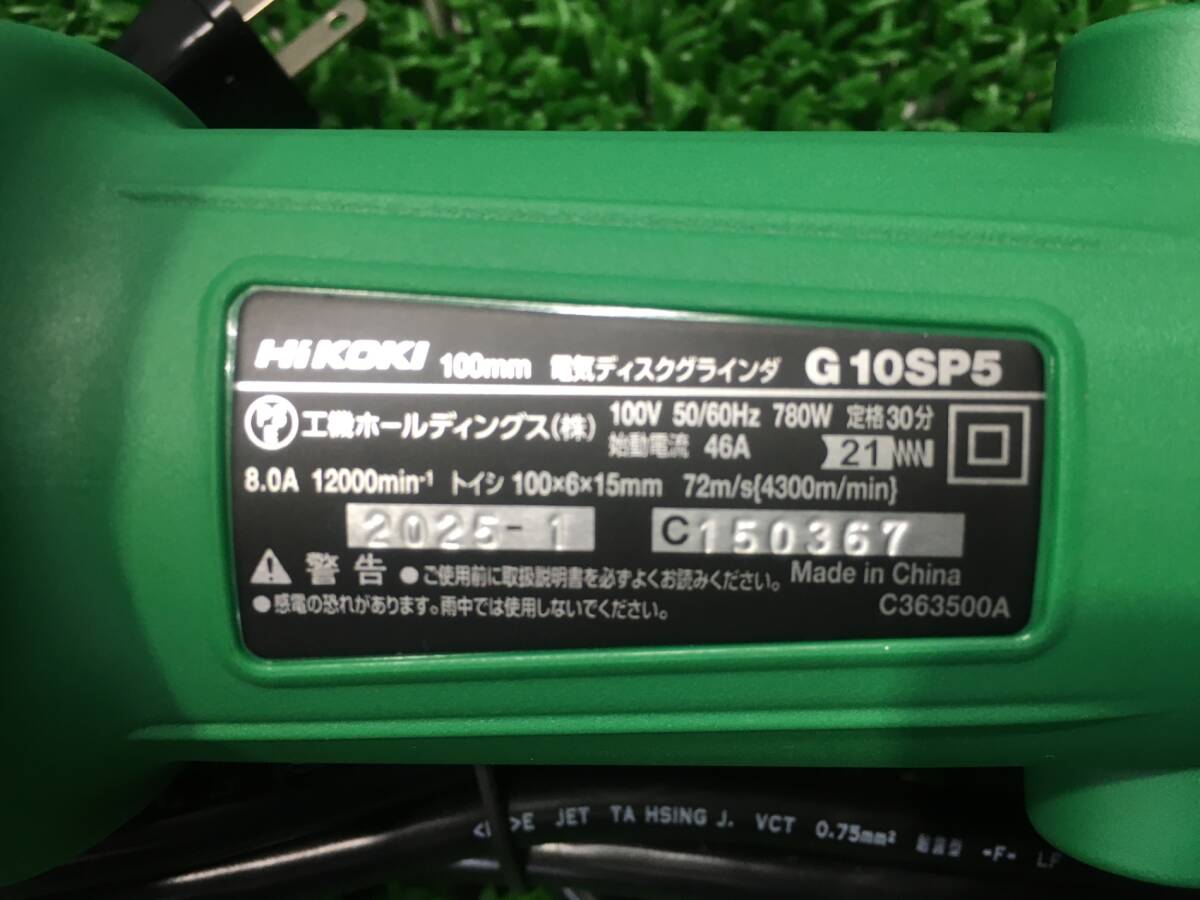 HiKOKI 100mm 電気ディスクグラインダ G10SP5
PSE 工機ホールディングス(株) 100V 50/60Hz 780W 定格30分
始動電流 46A 21
8.0A 12000min-¹ トイシ 100×6×15mm 72m/s{4300m/min}
2025-1 C150367
警告 ●ご使用前に取扱説明書を必ずよくお読みください。 Made in China
●感電の恐れがあります。雨中では使用しないでください。 C363500A
E JET TA HSING J. VCT 0.75mm² -F- LF